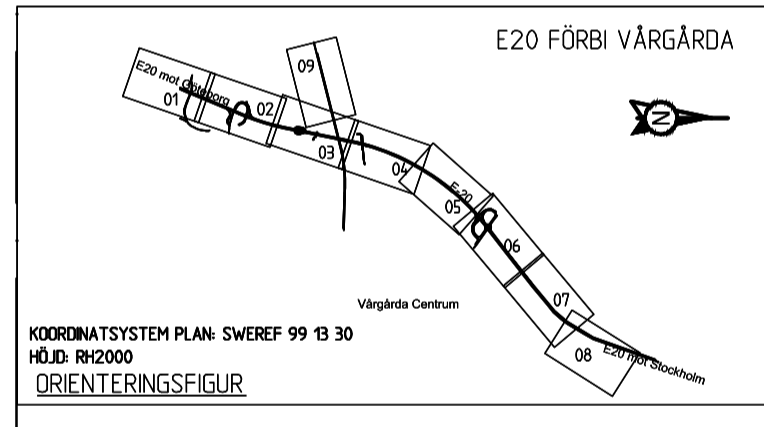 E20 FÖRBI VÅRGÅRDA
09
E20 mot Göteborg
01
02
N
03
04
E-20
05
06
Vårgårda Centrum
07
KOORDINATSYSTEM PLAN: SWEREF 99 13 30
08
E20 mot Stockholm
HÖJD: RH2000
ORIENTERINGSFIGUR